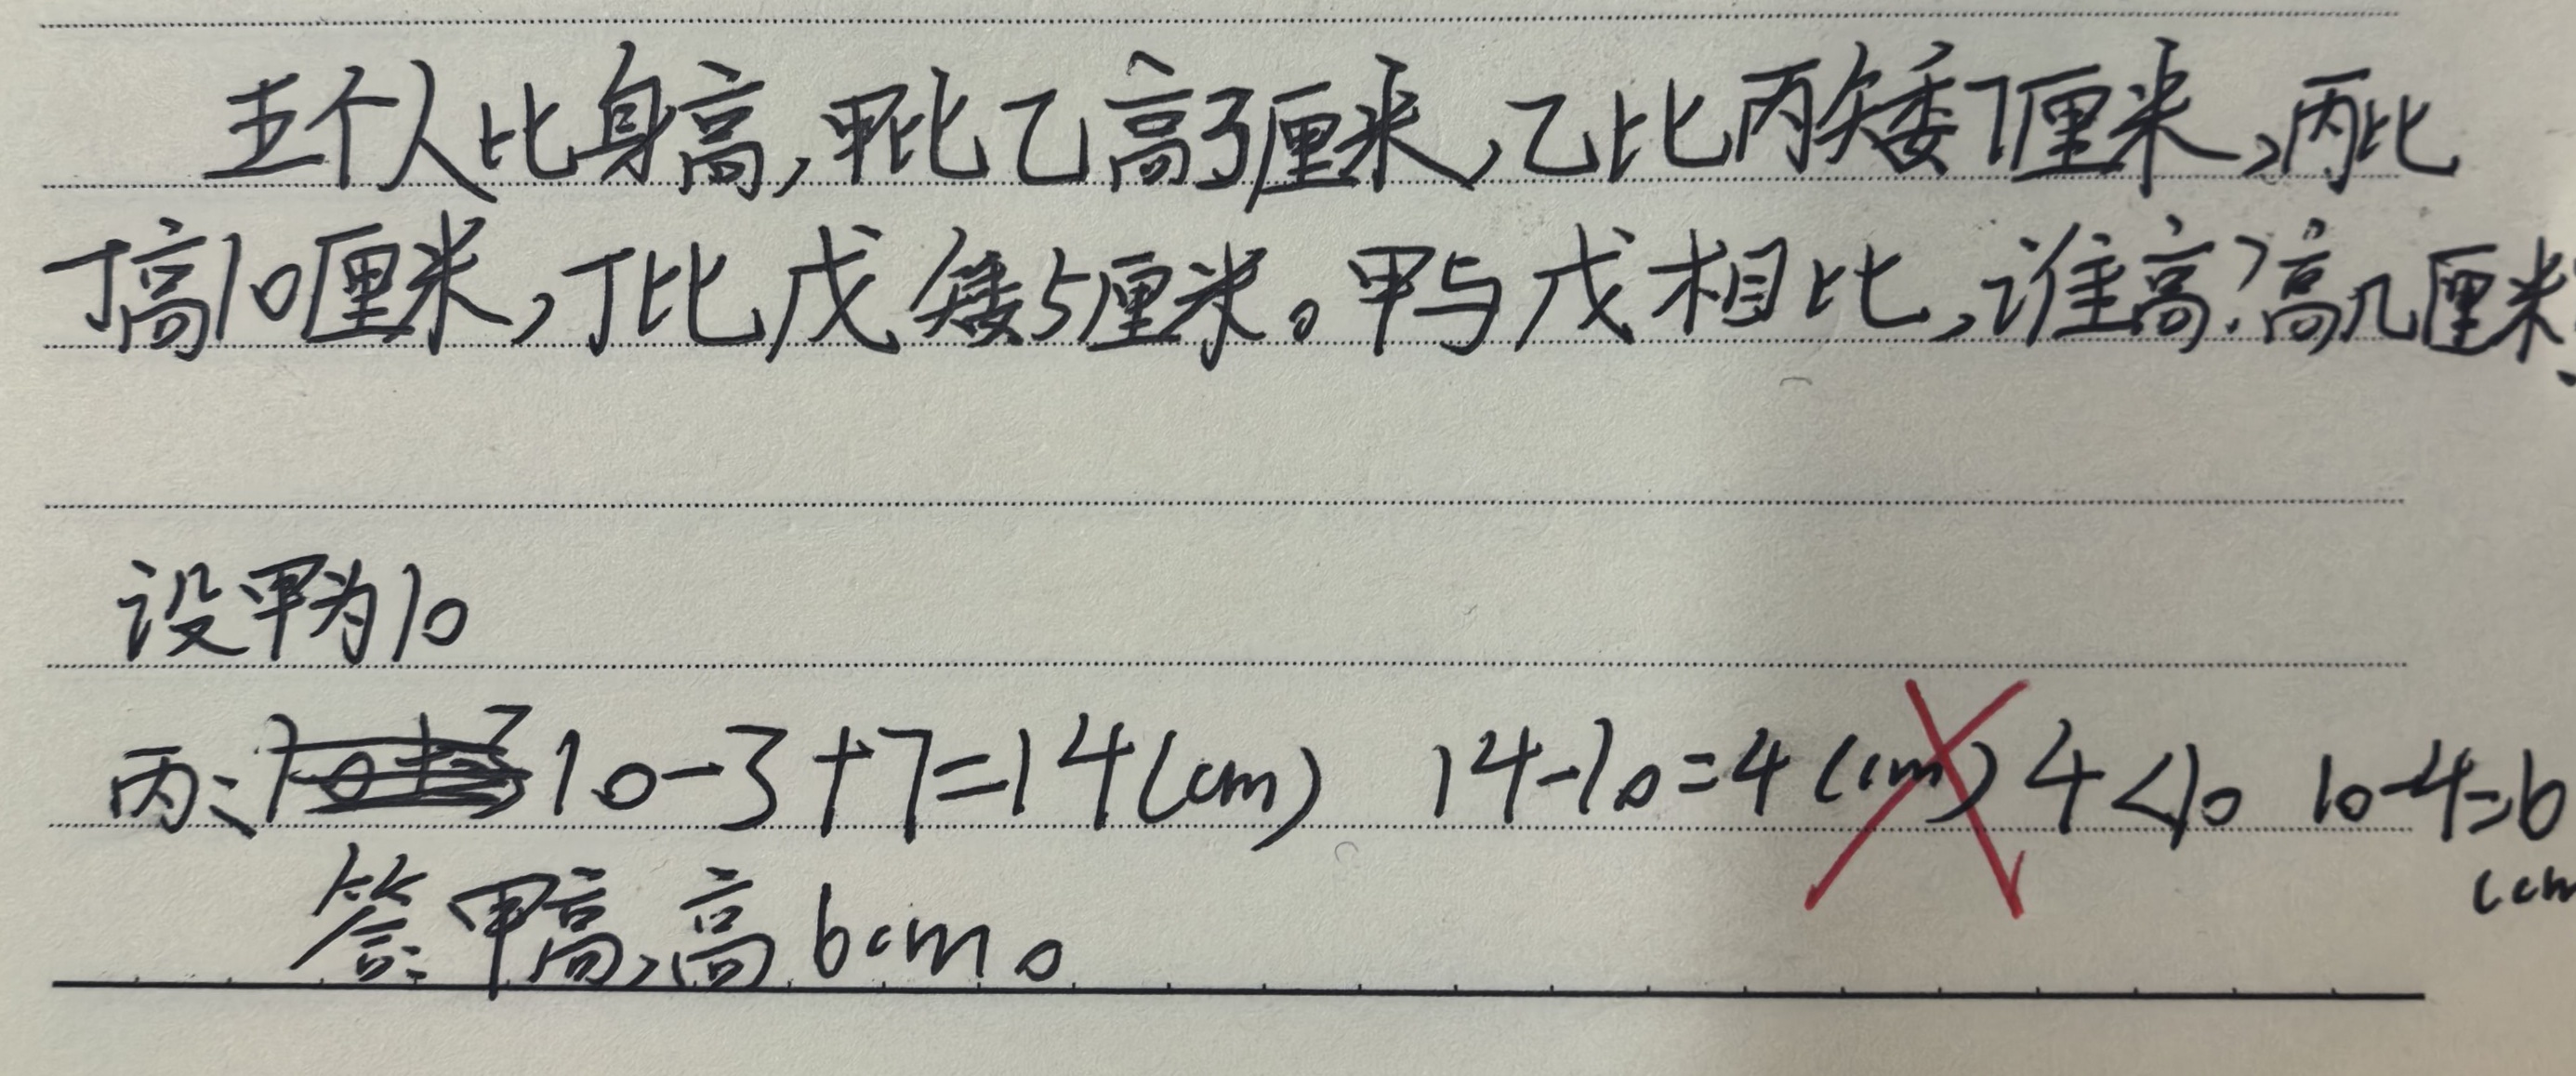 五个人比身高,甲比乙高3厘米,乙比丙矮7厘米,丙比
丁高10厘米,丁比戊矮5厘米。甲与戊相比,谁高?高几厘米
设甲为10
丙: 10-3+7=14(cm) 14-10=4(cm) 4<10 10-4=6
(cm
答:甲高,高6cm。